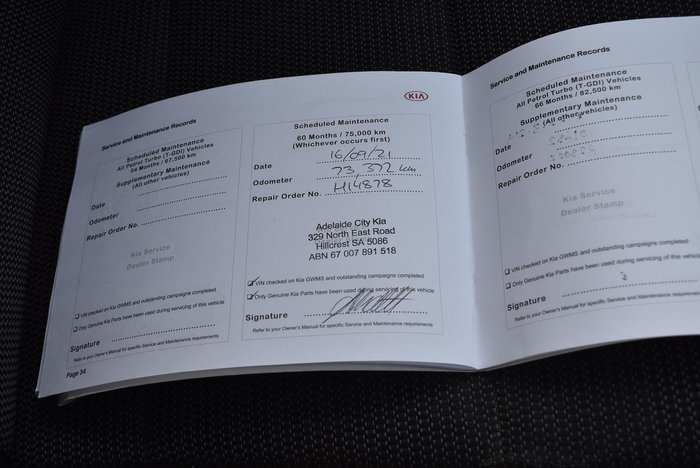 Service and Maintenance Records
Scheduled Maintenance
All Petrol Turbo (T-GDI) Vehicles
54 Months / 67,500 km
Supplementary Maintenance
(All other vehicles)
Date
Odometer
Repair Order No.
Kia Service
Dealer Stamp
VIN checked on Kia GWMS and outstanding campaigns completed
Only Genuine Kia Parts have been used during servicing of this vehicle
Signature
Refer to your Owner's Manual for specific Service and Maintenance requirements
Page 34
KIA
Scheduled Maintenance
60 Months / 75,000 km
(Whichever occurs first)
Date 16/09/21
Odometer 73,372 km
Repair Order No. M14878
Adelaide City Kia
329 North East Road
Hillcrest SA 5086
ABN 67 007 891 518
VIN checked on Kia GWMS and outstanding campaigns completed
Only Genuine Kia Parts have been used during servicing of this vehicle
Signature
Refer to your Owner's Manual for specific Service and Maintenance requirements
Service and Maintenance Records
Scheduled Maintenance
All Petrol Turbo (T-GDI) Vehicles
66 Months / 82,500 km
Supplementary Maintenance
(All other vehicles)
Date
Odometer
Repair Order No.
Kia Service
Dealer Stamp
VIN checked on Kia GWMS and outstanding campaigns completed
Only Genuine Kia Parts have been used during servicing of this
Signature
Refer to your Owner's Manual for specific Service and Maintenance requirements